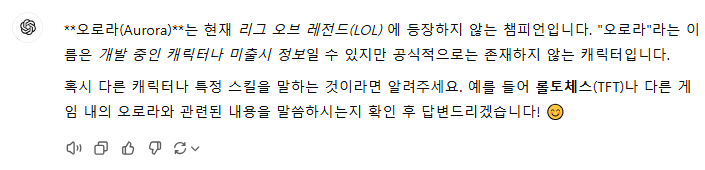 **오로라(Aurora)**는 현재 리그 오브 레전드(LOL) 에 등장하지 않는 챔피언입니다. "오로라"라는 이
름은 개발 중인 캐릭터나 미출시 정보일 수 있지만 공식적으로는 존재하지 않는 캐릭터입니다.
혹시 다른 캐릭터나 특정 스킬을 말하는 것이라면 알려주세요. 예를 들어 롤토체스(TFT)나 다른 게
임 내의 오로라와 관련된 내용을 말씀하시는지 확인 후 답변드리겠습니다! 😊